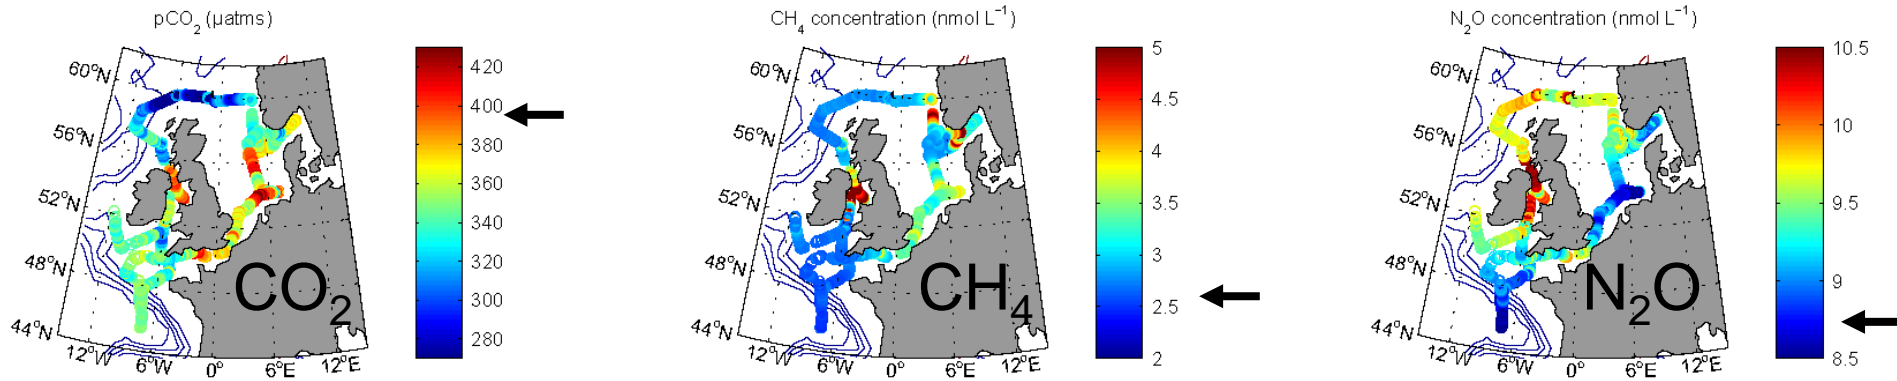 pCO₂ (µatms)
60°N
56°N
52°N
48°N
44°N
12°W
6°W
0°
6°E
12°E
CO₂
420
400
380
360
340
320
300
280
CH₄ concentration (nmol L⁻¹)
60°N
56°N
52°N
48°N
44°N
12°W
6°W
0°
6°E
12°E
CH₄
5
4.5
4
3.5
3
2.5
2
N₂O concentration (nmol L⁻¹)
60°N
56°N
52°N
48°N
44°N
12°W
6°W
0°
6°E
12°E
N₂O
10.5
10
9.5
9
8.5